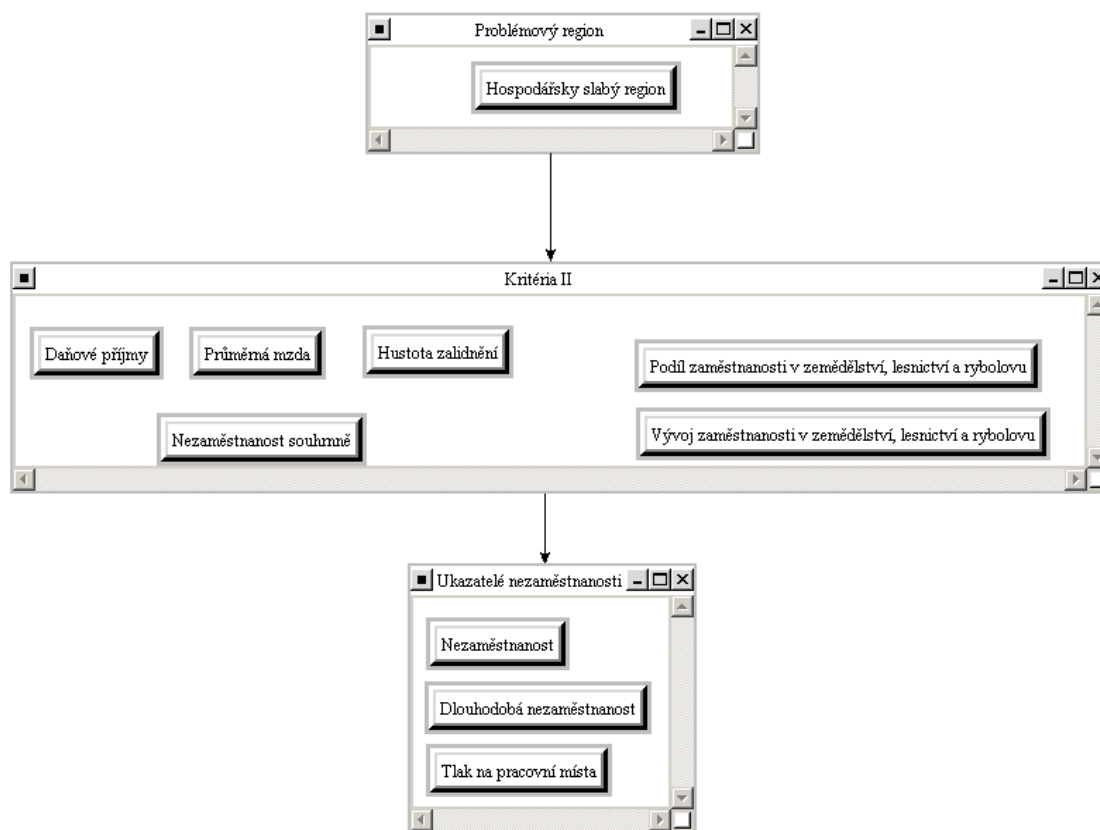 Problémový region
Hospodářsky slabý region
Kritéria II
Daňové příjmy
Průměrná mzda
Hustota zalidnění
Podíl zaměstnanosti v zemědělství, lesnictví a rybolovu
Nezaměstnanost souhrnně
Vývoj zaměstnanosti v zemědělství, lesnictví a rybolovu
Ukazatelé nezaměstnanosti
Nezaměstnanost
Dlouhodobá nezaměstnanost
Tlak na pracovní místa